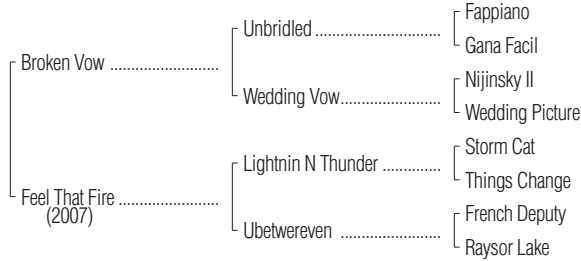 Fappiano
Unbridled
Gana Facil
Broken Vow
Nijinsky II
Wedding Vow
Wedding Picture
Storm Cat
Lightnin N Thunder
Things Change
Feel That Fire
(2007)
French Deputy
Ubetwereven
Raysor Lake